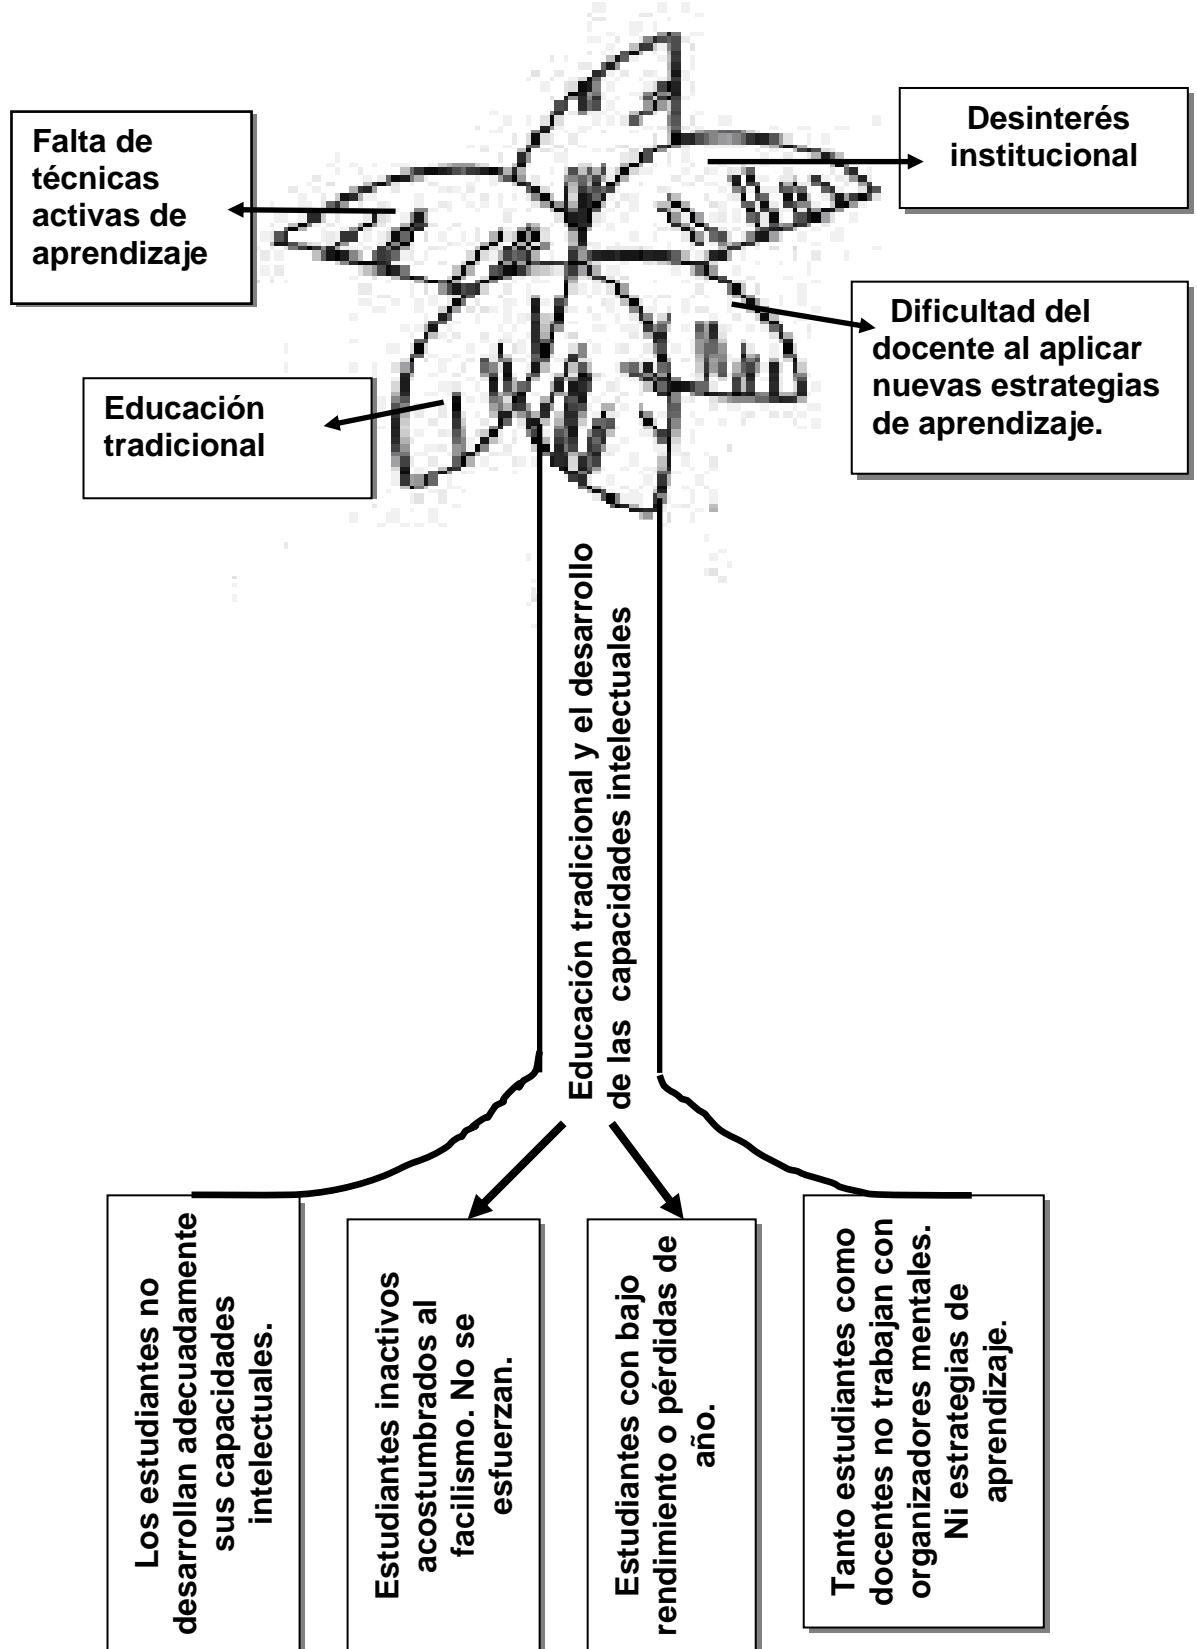 Falta de
técnicas
activas de
aprendizaje
Desinterés
institucional
Dificultad del
docente al aplicar
nuevas estrategias
de aprendizaje.
Educación
tradicional
Educación tradicional y el desarrollo
de las capacidades intelectuales
Los estudiantes no
desarrollan adecuadamente
sus capacidades
intelectuales.
Estudiantes inactivos
acostumbrados al
facilismo. No se
esfuerzan.
Estudiantes con bajo
rendimiento o pérdidas de
año.
Tanto estudiantes como
docentes no trabajan con
organizadores mentales.
Ni estrategias de
aprendizaje.